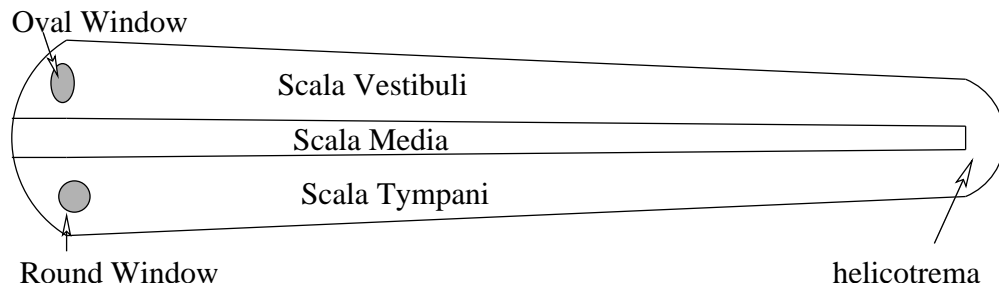 Oval Window
Scala Vestibuli
Scala Media
Scala Tympani
Round Window
helicotrema